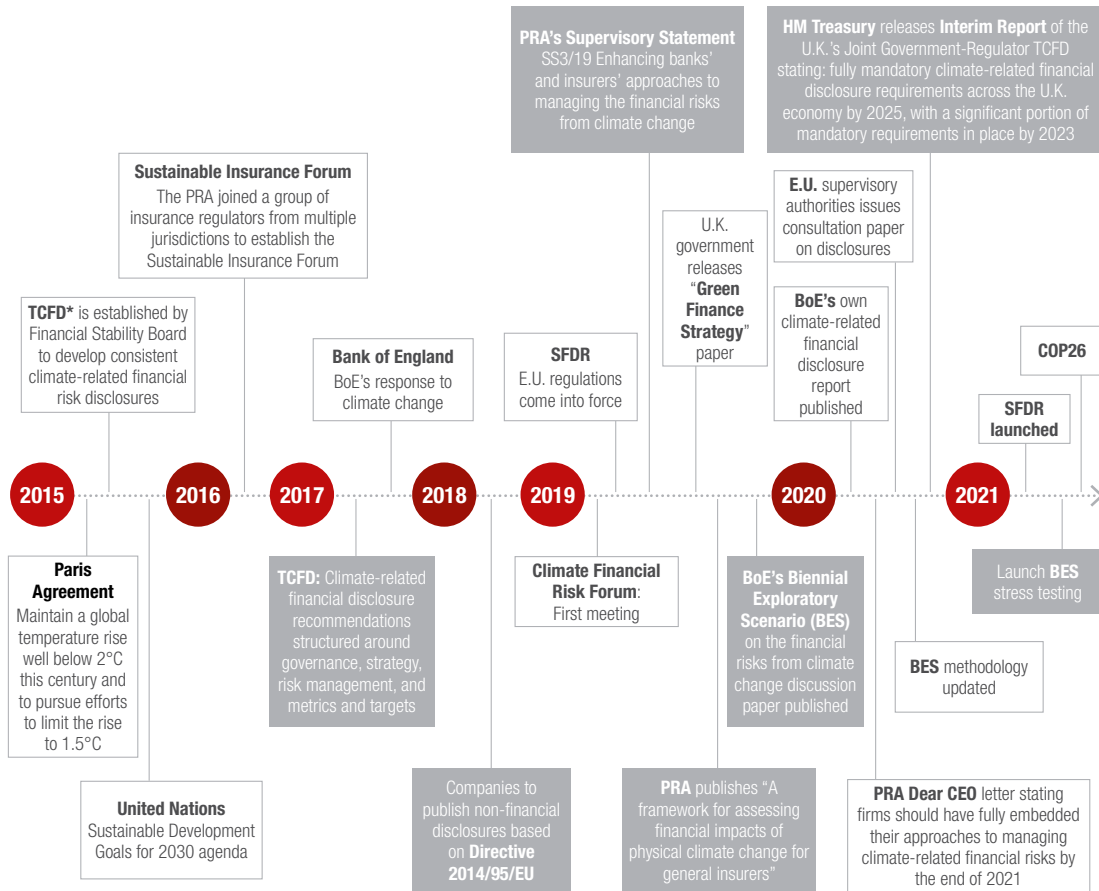 PRA's Supervisory Statement
SS3/19 Enhancing banks'
and insurers' approaches to
managing the financial risks
from climate change
HM Treasury releases Interim Report of the
U.K.'s Joint Government-Regulator TCFD
stating: fully mandatory climate-related financial
disclosure requirements across the U.K.
economy by 2025, with a significant portion of
mandatory requirements in place by 2023
Sustainable Insurance Forum
The PRA joined a group of
insurance regulators from multiple
jurisdictions to establish the
Sustainable Insurance Forum
E.U. supervisory
authorities issues
consultation paper
on disclosures
U.K.
government
releases
“Green
Finance
Strategy”
paper
TCFD* is established by
Financial Stability Board
to develop consistent
climate-related financial
risk disclosures
Bank of England
BoE's response to
climate change
SFDR
E.U. regulations
come into force
BoE's own
climate-related
financial
disclosure
report
published
COP26
SFDR
launched
2015
2016
2017
2018
2019
2020
2021
Paris
Agreement
Maintain a global
temperature rise
well below 2°C
this century and
to pursue efforts
to limit the rise
to 1.5°C
TCFD: Climate-related
financial disclosure
recommendations
structured around
governance, strategy,
risk management, and
metrics and targets
Climate Financial
Risk Forum:
First meeting
BoE's Biennial
Exploratory
Scenario (BES)
on the financial
risks from climate
change discussion
paper published
Launch BES
stress testing
BES methodology
updated
United Nations
Sustainable Development
Goals for 2030 agenda
Companies to
publish non-financial
disclosures based
on Directive
2014/95/EU
PRA publishes “A
framework for assessing
financial impacts of
physical climate change for
general insurers”
PRA Dear CEO letter stating
firms should have fully embedded
their approaches to managing
climate-related financial risks by
the end of 2021